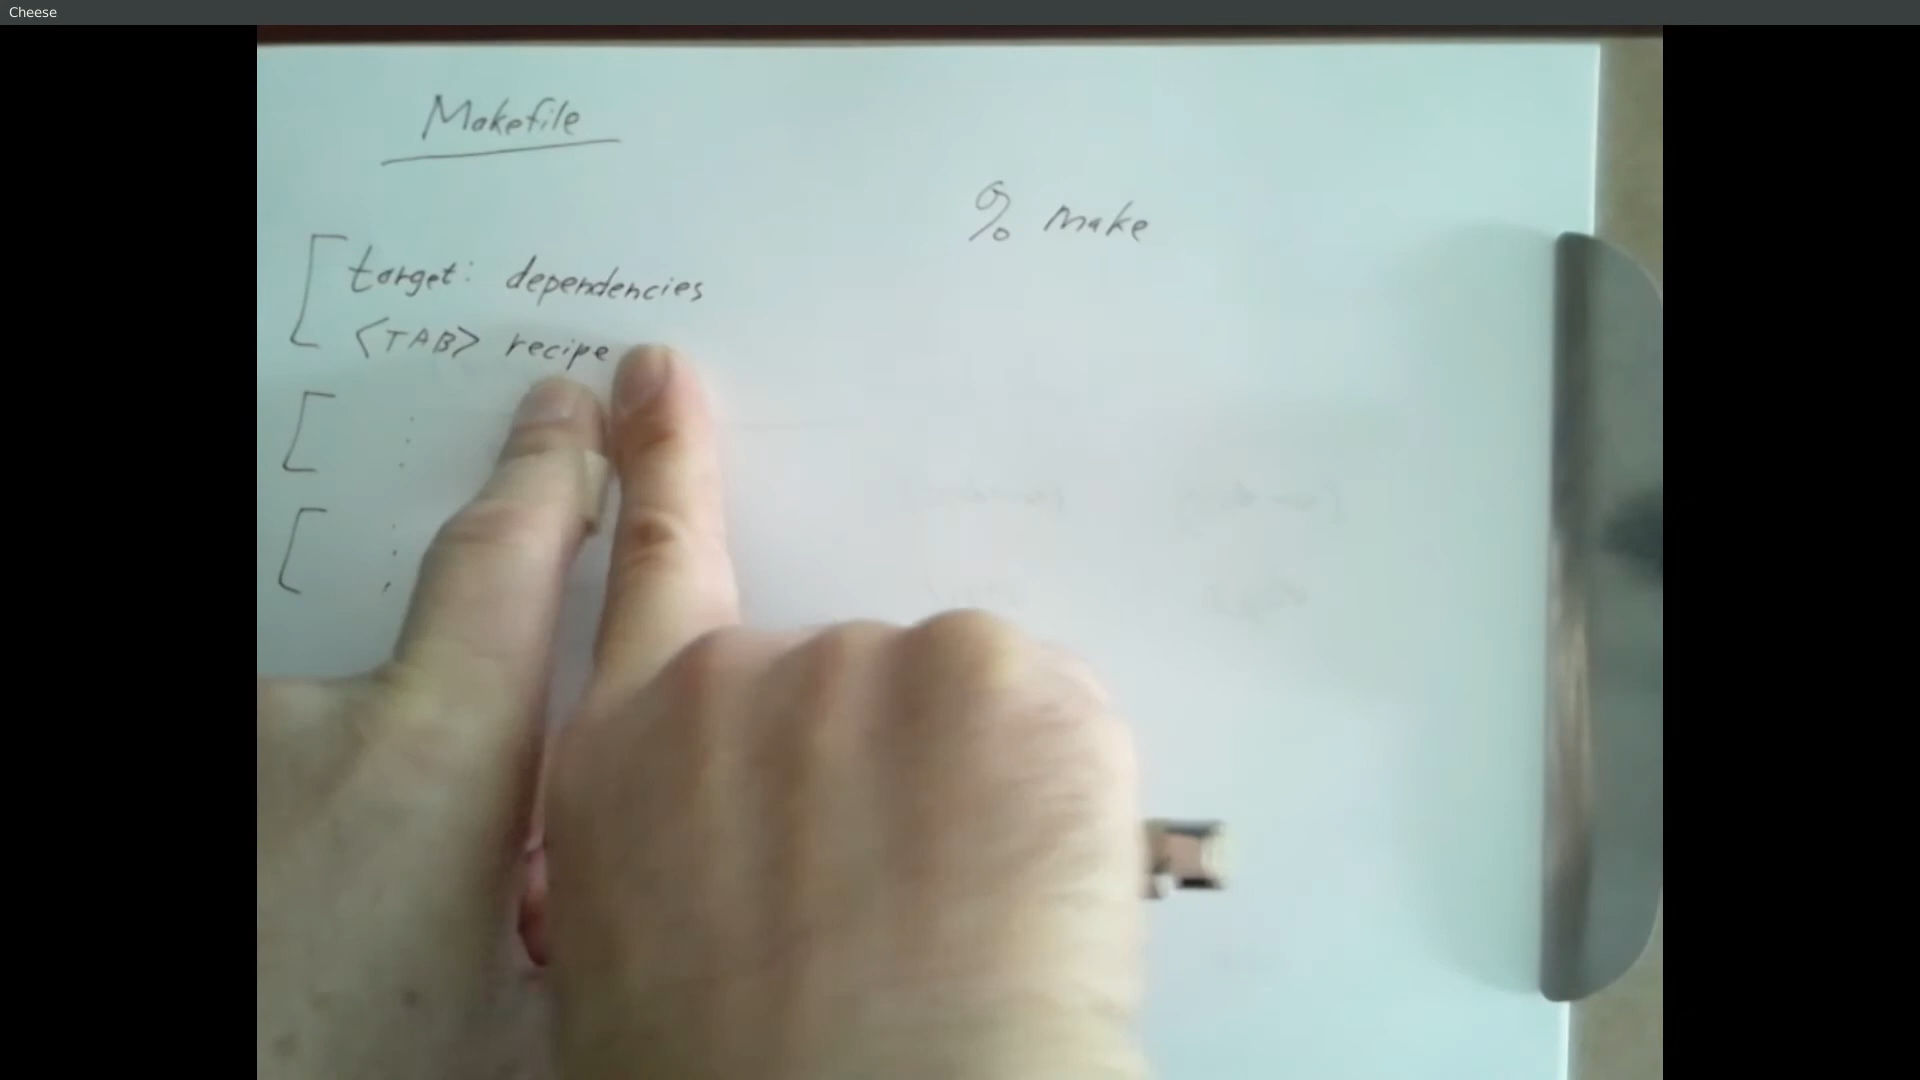 Cheese
Makefile
% make
target: dependencies
<TAB> recipe